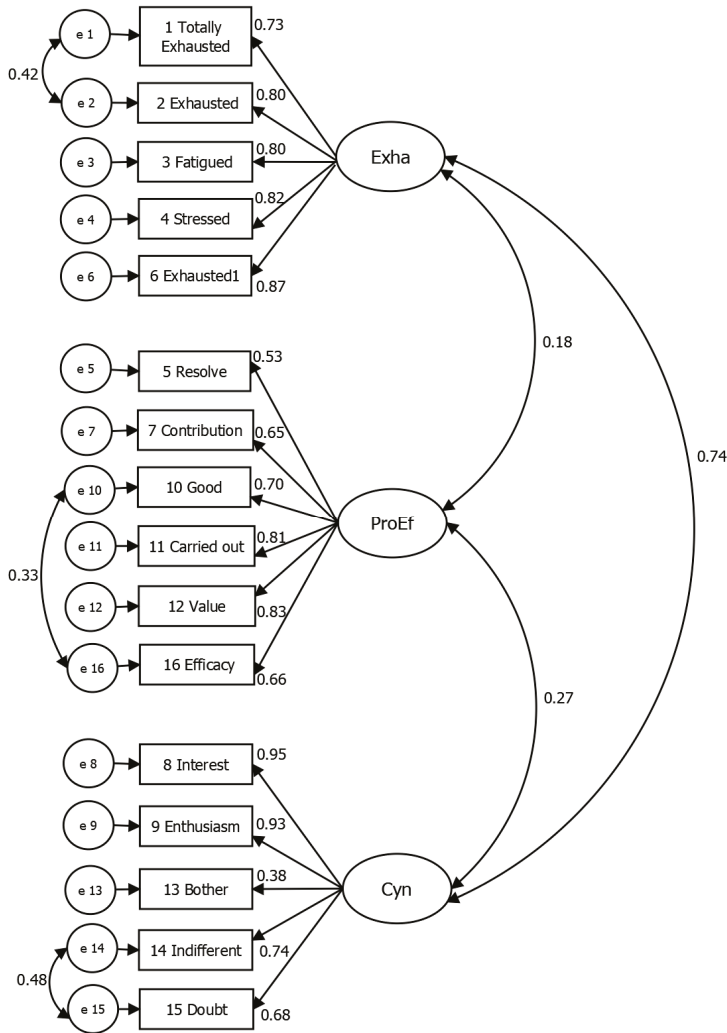 e 1
1 Totally
Exhausted
0.73
0.42
e 2
2 Exhausted
0.80
e 3
3 Fatigued
0.80
Exha
e 4
4 Stressed
0.82
e 6
6 Exhausted1
0.87
0.18
e 5
5 Resolve
0.53
e 7
7 Contribution
0.65
0.74
e 10
10 Good
0.70
ProEf
e 11
11 Carried out
0.81
0.33
e 12
12 Value
0.83
e 16
16 Efficacy
0.66
0.27
e 8
8 Interest
0.95
e 9
9 Enthusiasm
0.93
e 13
13 Bother
0.38
Cyn
e 14
14 Indifferent
0.74
0.48
e 15
15 Doubt
0.68